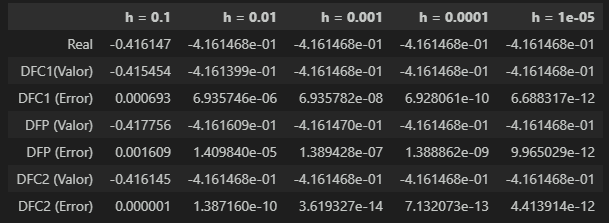 h = 0.1 h = 0.01 h = 0.001 h = 0.0001 h = 1e-05
Real -0.416147 -4.161468e-01 -4.161468e-01 -4.161468e-01 -4.161468e-01
DFC1(Valor) -0.415454 -4.161399e-01 -4.161468e-01 -4.161468e-01 -4.161468e-01
DFC1 (Error) 0.000693 6.935746e-06 6.935782e-08 6.928061e-10 6.688317e-12
DFP (Valor) -0.417756 -4.161609e-01 -4.161470e-01 -4.161468e-01 -4.161468e-01
DFP (Error) 0.001609 1.409840e-05 1.389428e-07 1.388862e-09 9.965029e-12
DFC2 (Valor) -0.416145 -4.161468e-01 -4.161468e-01 -4.161468e-01 -4.161468e-01
DFC2 (Error) 0.000001 1.387160e-10 3.619327e-14 7.132073e-13 4.413914e-12